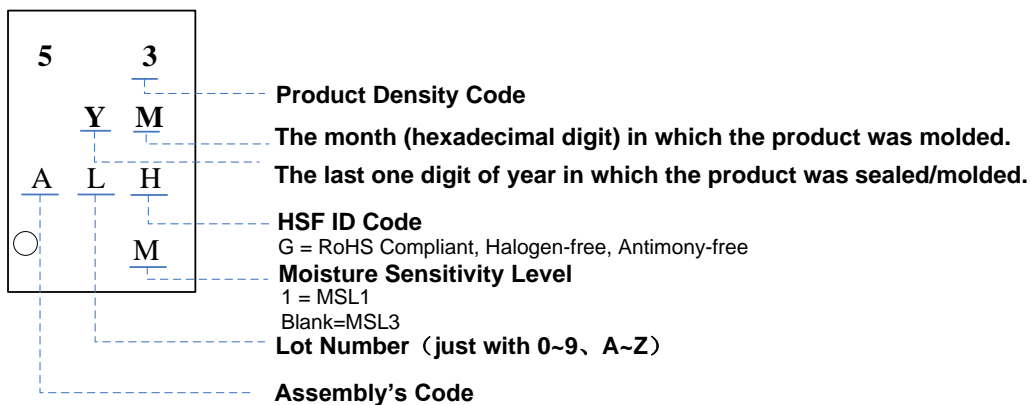 5 3
Product Density Code
Y M
The month (hexadecimal digit) in which the product was molded.
The last one digit of year in which the product was sealed/molded.
A L H
HSF ID Code
G = RoHS Compliant, Halogen-free, Antimony-free
M
Moisture Sensitivity Level
1 = MSL1
Blank=MSL3
Lot Number（just with 0~9、A~Z）
Assembly's Code